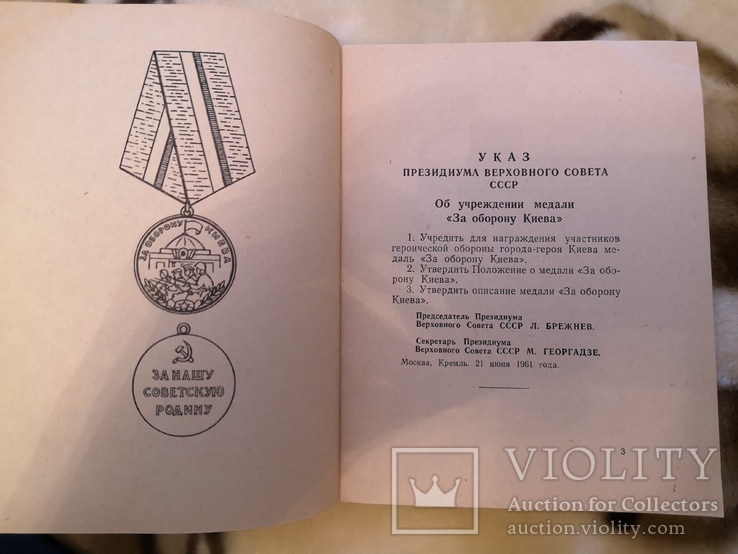 ЗА ОБОРОНУ КИЕВА
ЗА НАШУ
СОВЕТСКУЮ
РОДИНУ
УКАЗ
ПРЕЗИДИУМА ВЕРХОВНОГО СОВЕТА
СССР
Об учреждении медали
«За оборону Киева»
1. Учредить для награждения участников
героической обороны города-героя Киева ме-
даль «За оборону Киева».
2. Утвердить Положение о медали «За обо-
рону Киева».
3. Утвердить описание медали «За оборону
Киева».
Председатель Президиума
Верховного Совета СССР Л. БРЕЖНЕВ.
Секретарь Президиума
Верховного Совета СССР М. ГЕОРГАДЗЕ.
Москва, Кремль. 21 июня 1961 года.
3
VIOLITY
Auction for Collectors
auction.violity.com